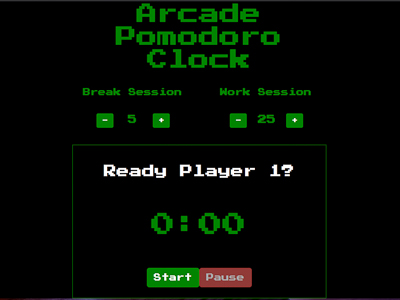 Arcade
Pomodoro
Clock
Break Session Work Session
- 5 + - 25 +
Ready Player 1?
0:00
Start Pause